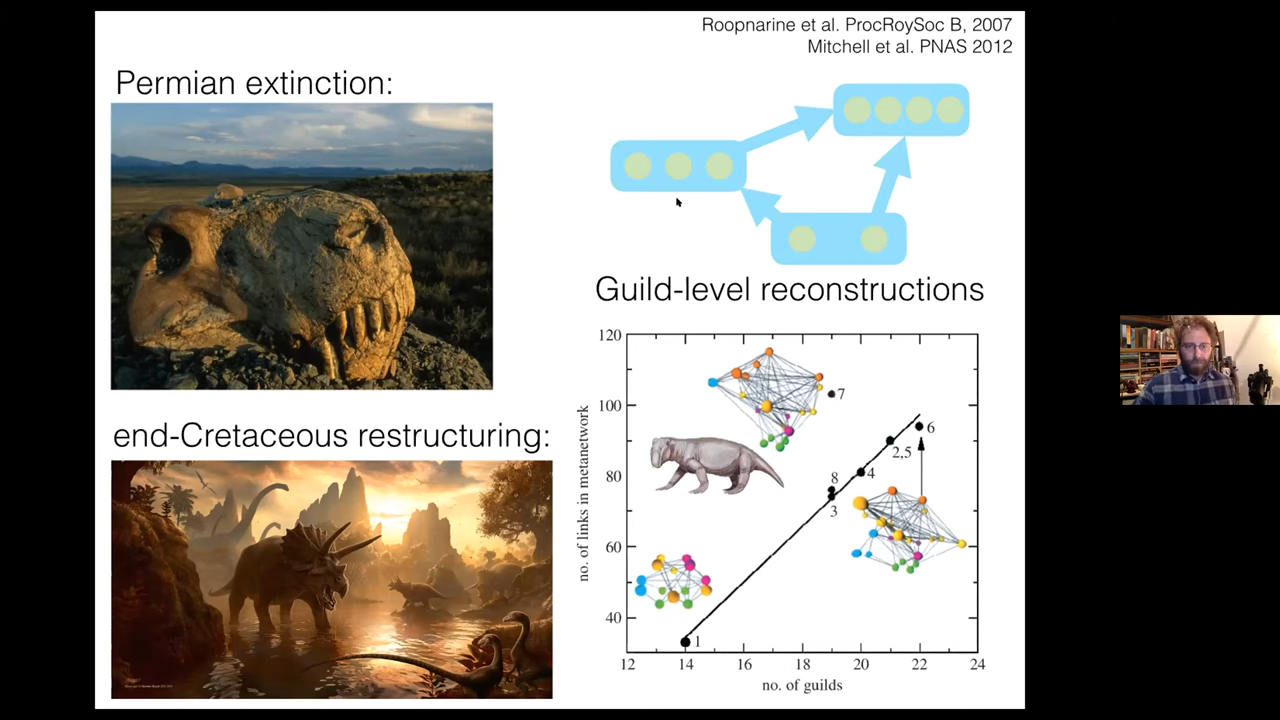 Roopnarine et al. ProcRoySoc B, 2007
Mitchell et al. PNAS 2012
Permian extinction:
Guild-level reconstructions
end-Cretaceous restructuring:
no. of links in metanetwork
120
100
80
60
40
7
6
2,5
4
8
3
1
12 14 16 18 20 22 24
no. of guilds